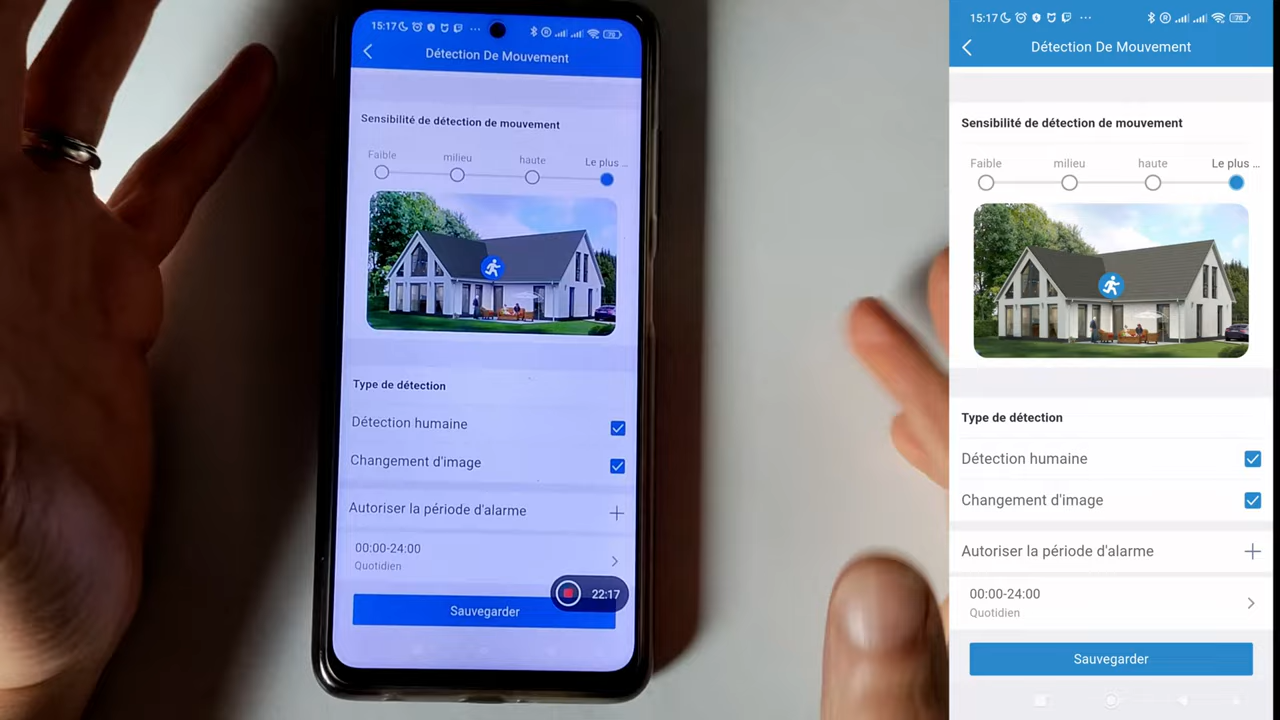 15:17
70
Détection De Mouvement
Sensibilité de détection de mouvement
Faible milieu haute Le plus ...
Type de détection
Détection humaine
Changement d'image
Autoriser la période d'alarme
00:00-24:00
Quotidien
22:17
Sauvegarder
15:17
70
Détection De Mouvement
Sensibilité de détection de mouvement
Faible milieu haute Le plus ...
Type de détection
Détection humaine
Changement d'image
Autoriser la période d'alarme
00:00-24:00
Quotidien
Sauvegarder